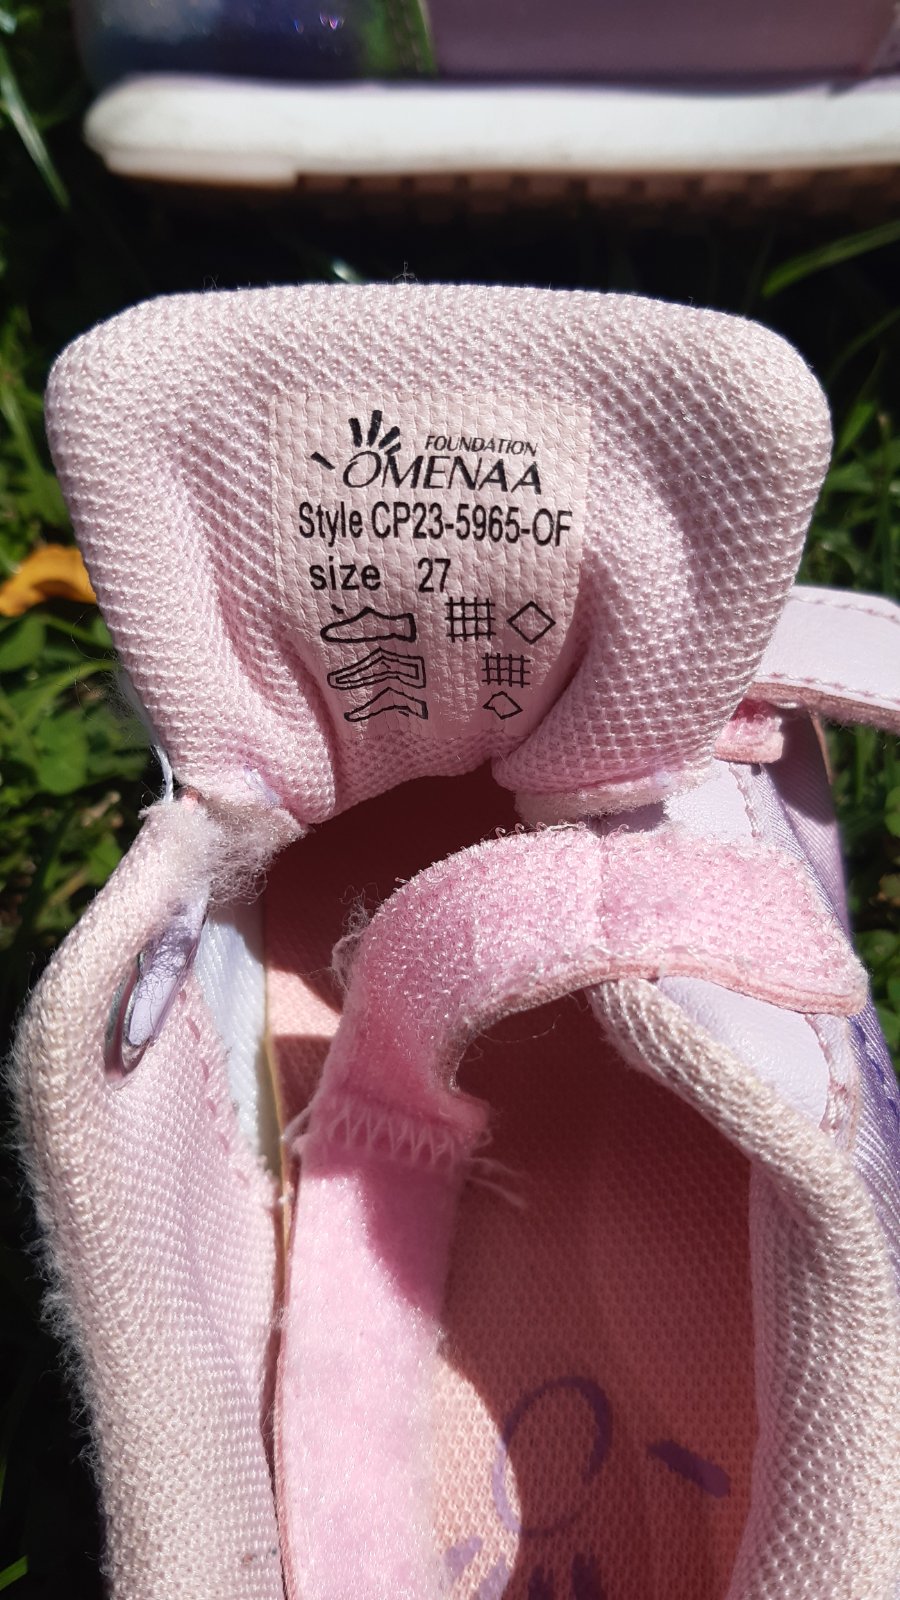 FOUNDATION
OMENAA
Style CP23-5965-OF
size 27